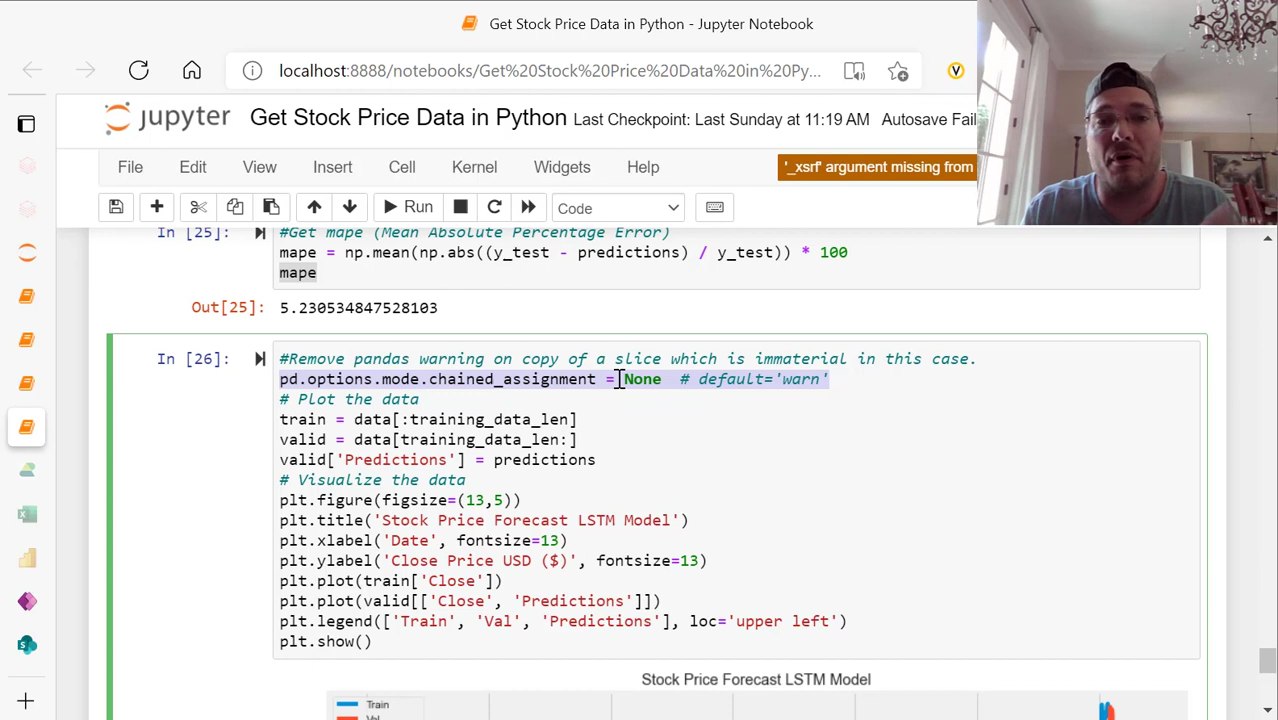 Get Stock Price Data in Python - Jupyter Notebook
localhost:8888/notebooks/Get%20Stock%20Price%20Data%20in%20Py...
V
jupyter Get Stock Price Data in Python Last Checkpoint: Last Sunday at 11:19 AM Autosave Fail
File Edit View Insert Cell Kernel Widgets Help '_xsrf' argument missing from
Run Code
In [25]: #Get mape (Mean Absolute Percentage Error)
mape = np.mean(np.abs((y_test - predictions) / y_test)) * 100
mape
Out[25]: 5.230534847528103
In [26]: #Remove pandas warning on copy of a slice which is immaterial in this case.
pd.options.mode.chained_assignment = None # default='warn'
# Plot the data
train = data[:training_data_len]
valid = data[training_data_len:]
valid['Predictions'] = predictions
# Visualize the data
plt.figure(figsize=(13,5))
plt.title('Stock Price Forecast LSTM Model')
plt.xlabel('Date', fontsize=13)
plt.ylabel('Close Price USD ($)', fontsize=13)
plt.plot(train['Close'])
plt.plot(valid[['Close', 'Predictions']])
plt.legend(['Train', 'Val', 'Predictions'], loc='upper left')
plt.show()
Stock Price Forecast LSTM Model
Train
Val